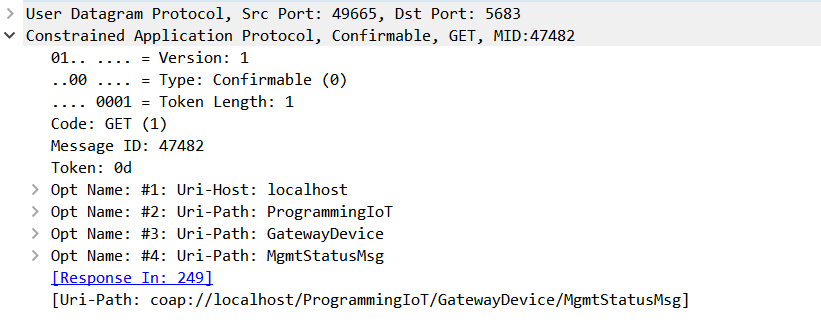 User Datagram Protocol, Src Port: 49665, Dst Port: 5683
Constrained Application Protocol, Confirmable, GET, MID:47482
01.. .... = Version: 1
..00 .... = Type: Confirmable (0)
.... 0001 = Token Length: 1
Code: GET (1)
Message ID: 47482
Token: 0d
Opt Name: #1: Uri-Host: localhost
Opt Name: #2: Uri-Path: ProgrammingIoT
Opt Name: #3: Uri-Path: GatewayDevice
Opt Name: #4: Uri-Path: MgmtStatusMsg
[Response In: 249]
[Uri-Path: coap://localhost/ProgrammingIoT/GatewayDevice/MgmtStatusMsg]